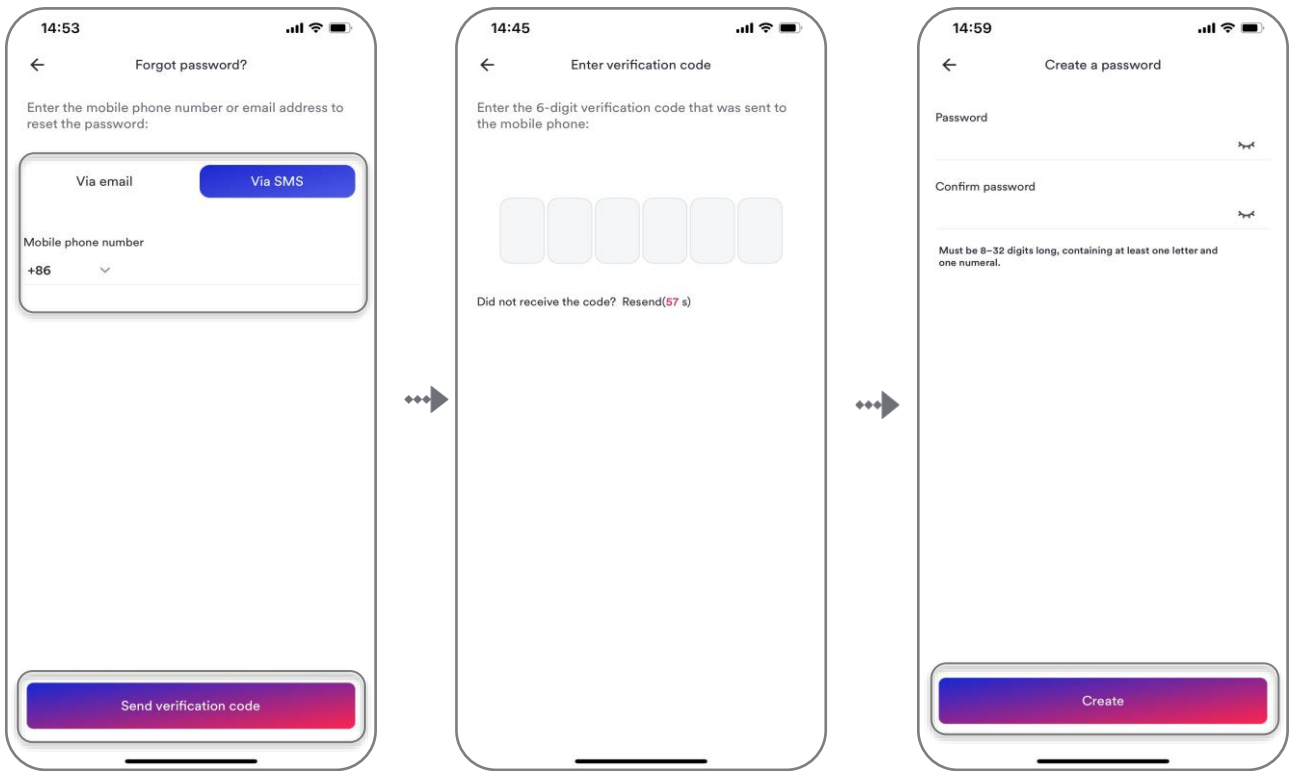 14:53
Forgot password?
Enter the mobile phone number or email address to
reset the password:
Via email
Via SMS
Mobile phone number
+86
Send verification code
14:45
Enter verification code
Enter the 6-digit verification code that was sent to
the mobile phone:
Did not receive the code? Resend(57 s)
14:59
Create a password
Password
Confirm password
Must be 8–32 digits long, containing at least one letter and
one numeral.
Create